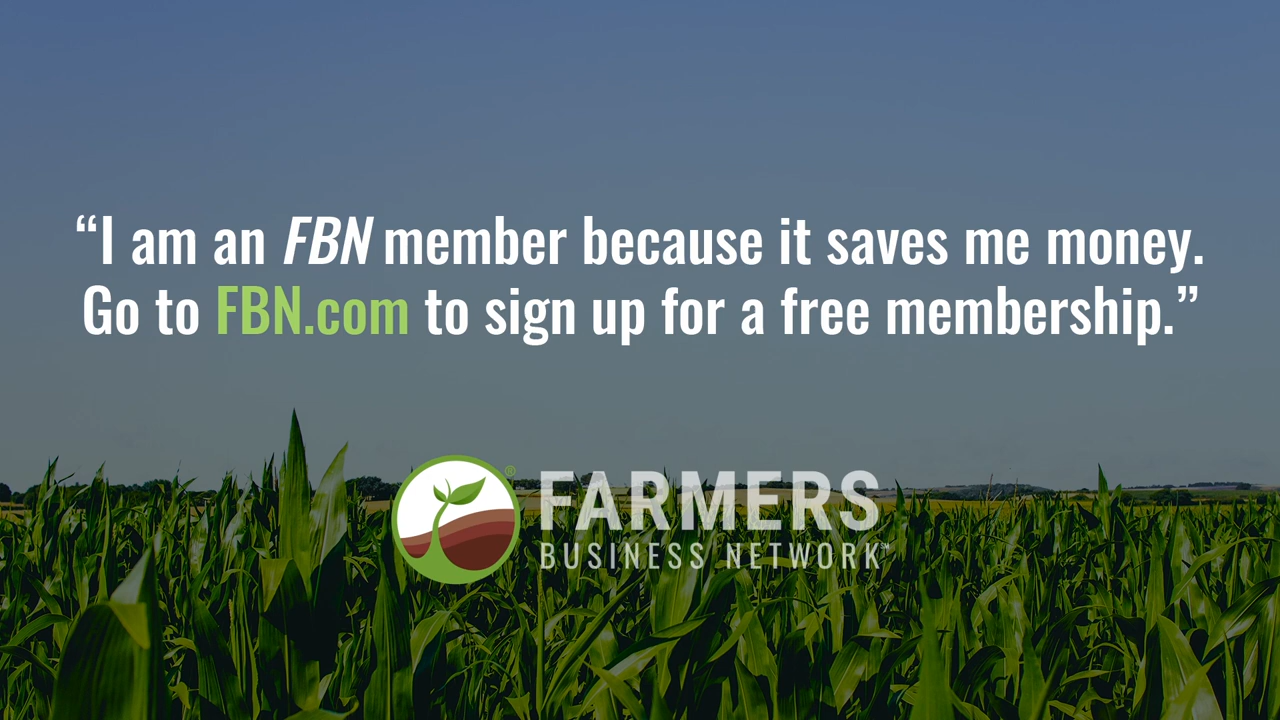 “I am an FBN member because it saves me money.
Go to FBN.com to sign up for a free membership.”
®
FARMERS
BUSINESS NETWORK™